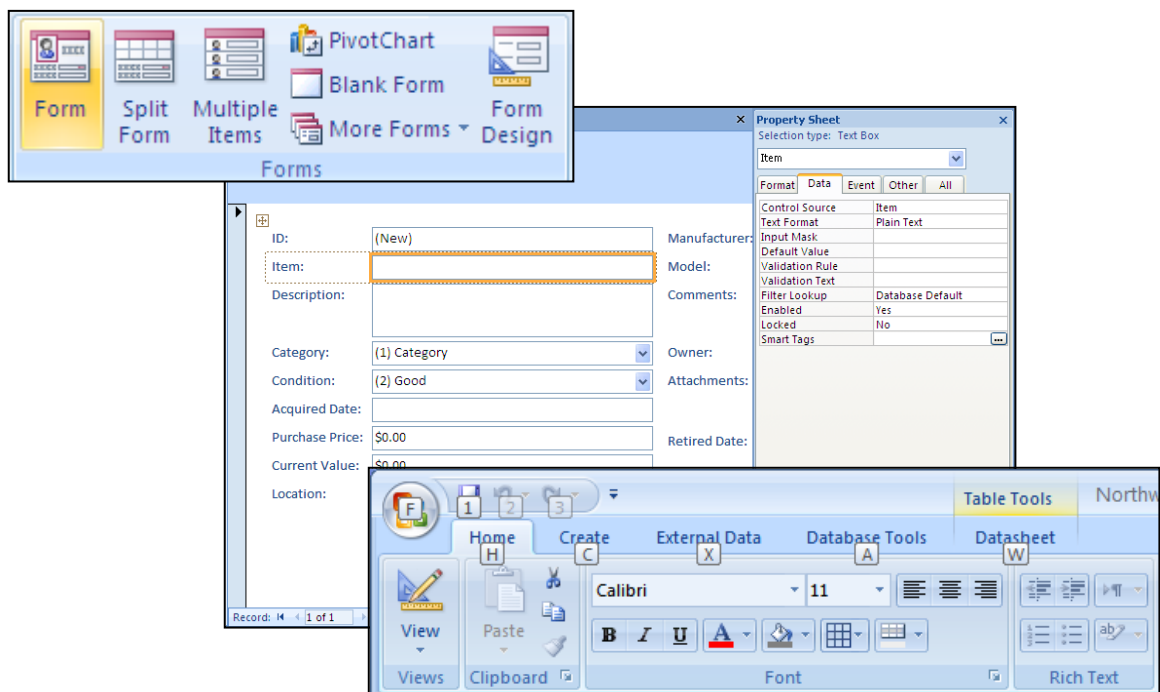 Form
Split
Form
Multiple
Items
PivotChart
Blank Form
More Forms
Form
Design
Forms
Property Sheet
Selection type: Text Box
Item
Format Data Event Other All
Control Source Item
Text Format Plain Text
Input Mask
Default Value
Validation Rule
Validation Text
Filter Lookup Database Default
Enabled Yes
Locked No
Smart Tags
ID: (New) Manufacturer:
Item: Model:
Description: Comments:
Category: (1) Category Owner:
Condition: (2) Good Attachments:
Acquired Date:
Purchase Price: $0.00 Retired Date:
Current Value: $0.00
Location:
Record: 1 of 1
F 1 2 3
Table Tools Northw
Home Create External Data Database Tools Datasheet
H C X A W
View
Paste
Calibri 11
B I U A
ab
Views Clipboard Font Rich Text